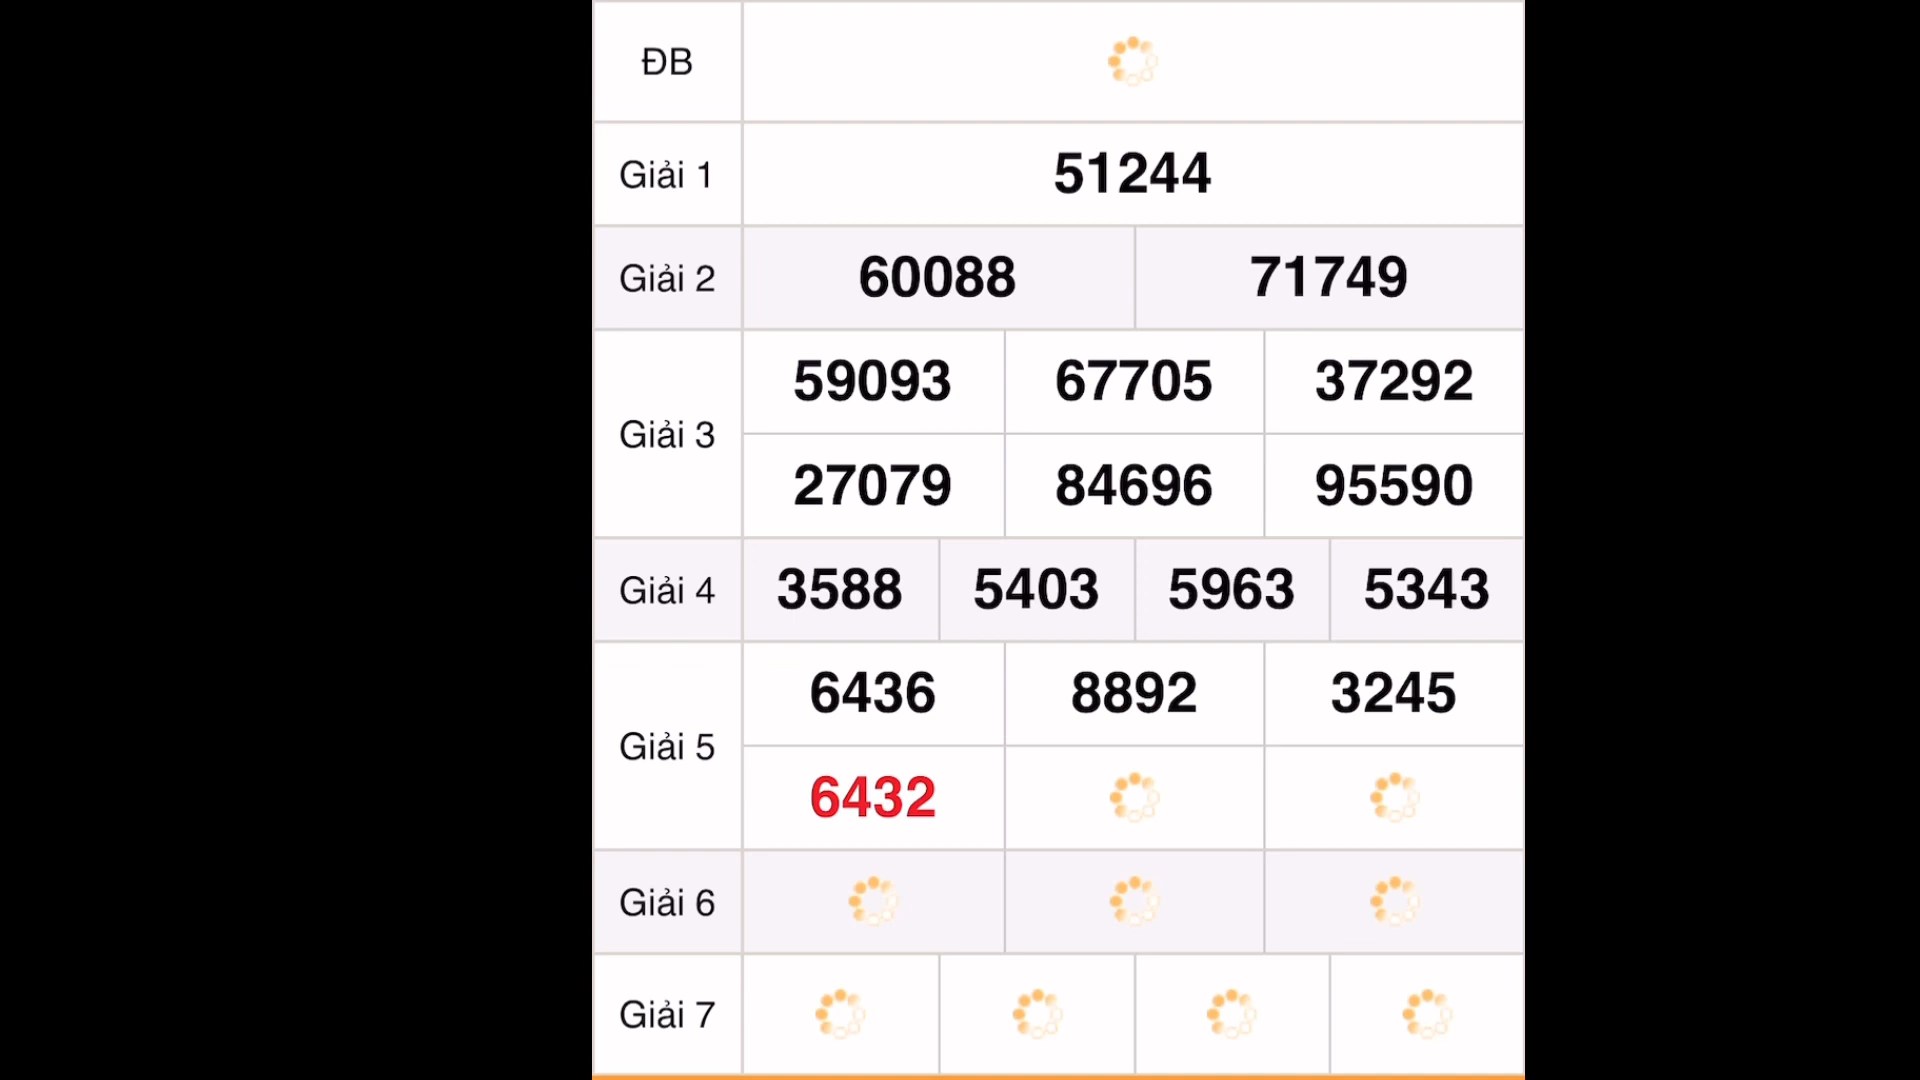 ĐB
Giải 1 51244
Giải 2 60088 71749
Giải 3 59093 67705 37292
27079 84696 95590
Giải 4 3588 5403 5963 5343
Giải 5 6436 8892 3245
6432
Giải 6
Giải 7